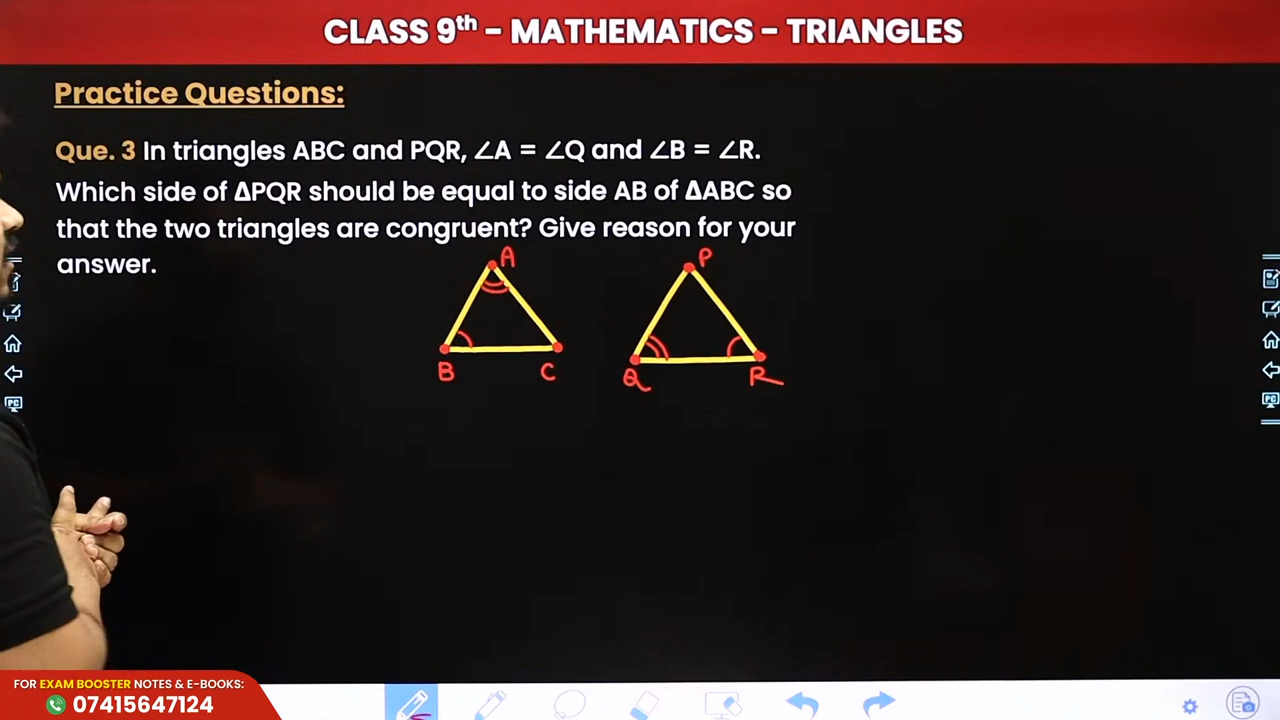 CLASS 9th – MATHEMATICS – TRIANGLES
Practice Questions:
Que. 3 In triangles ABC and PQR, ∠A = ∠Q and ∠B = ∠R.
Which side of ΔPQR should be equal to side AB of ΔABC so
that the two triangles are congruent? Give reason for your
answer.
A
P
B
C
Q
R
PC
PC
FOR EXAM BOOSTER NOTES & E-BOOKS:
07415647124